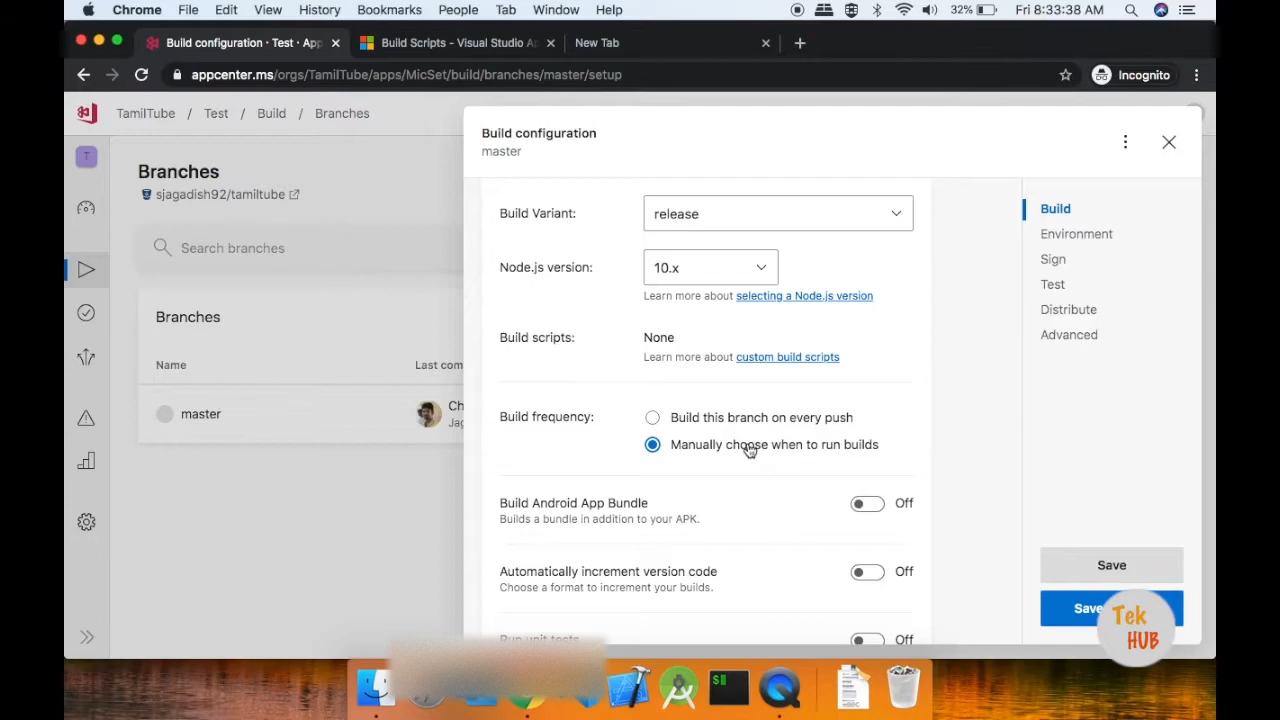 Chrome File Edit View History Bookmarks People Tab Window Help 32% Fri 8:33:38 AM
Build configuration · Test · App Build Scripts – Visual Studio A New Tab
appcenter.ms/orgs/TamilTube/apps/MicSet/build/branches/master/setup Incognito
TamilTube / Test / Build / Branches
Build configuration
master
T
Branches
sjagadish92/tamiltube
Search branches
Branches
Name Last com
master Ch
Jag
Build Variant: release
Node.js version: 10.x
Learn more about selecting a Node.js version
Build scripts: None
Learn more about custom build scripts
Build frequency: Build this branch on every push
Manually choose when to run builds
Build Android App Bundle Off
Builds a bundle in addition to your APK.
Automatically increment version code Off
Choose a format to increment your builds.
Run unit tests Off
Build
Environment
Sign
Test
Distribute
Advanced
Save
Save
Tek
HUB